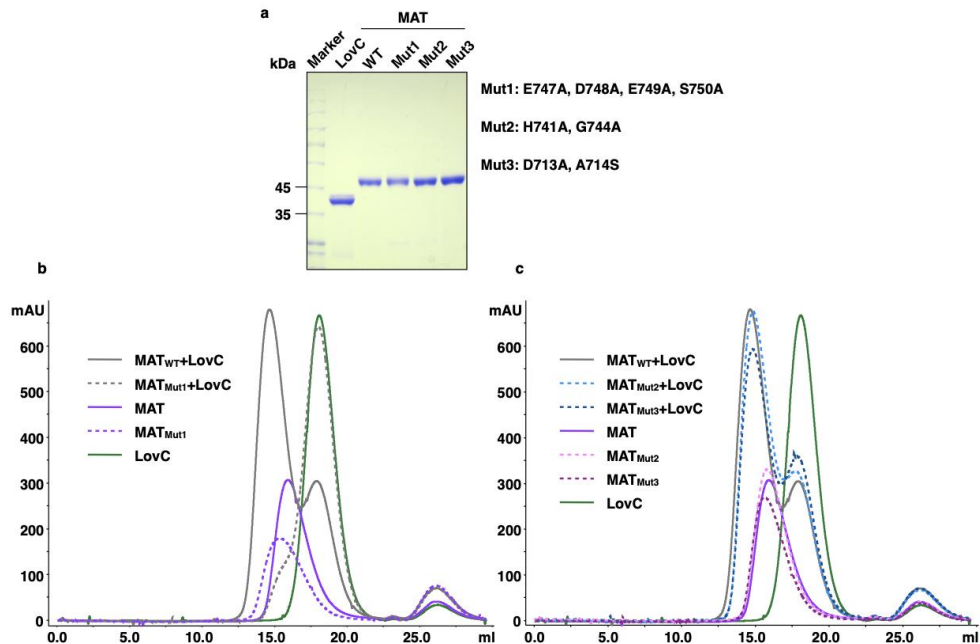 a
MAT
Marker
LovC
WT
Mut1
Mut2
Mut3
kDa
45
35
Mut1: E747A, D748A, E749A, S750A
Mut2: H741A, G744A
Mut3: D713A, A714S
b
mAU
600
500
400
300
200
100
0
0.0 5.0 10.0 15.0 20.0 25.0 ml
MATWT+LovC
MATMut1+LovC
MAT
MATMut1
LovC
c
mAU
600
500
400
300
200
100
0
0.0 5.0 10.0 15.0 20.0 25.0 ml
MATWT+LovC
MATMut2+LovC
MATMut3+LovC
MAT
MATMut2
MATMut3
LovC